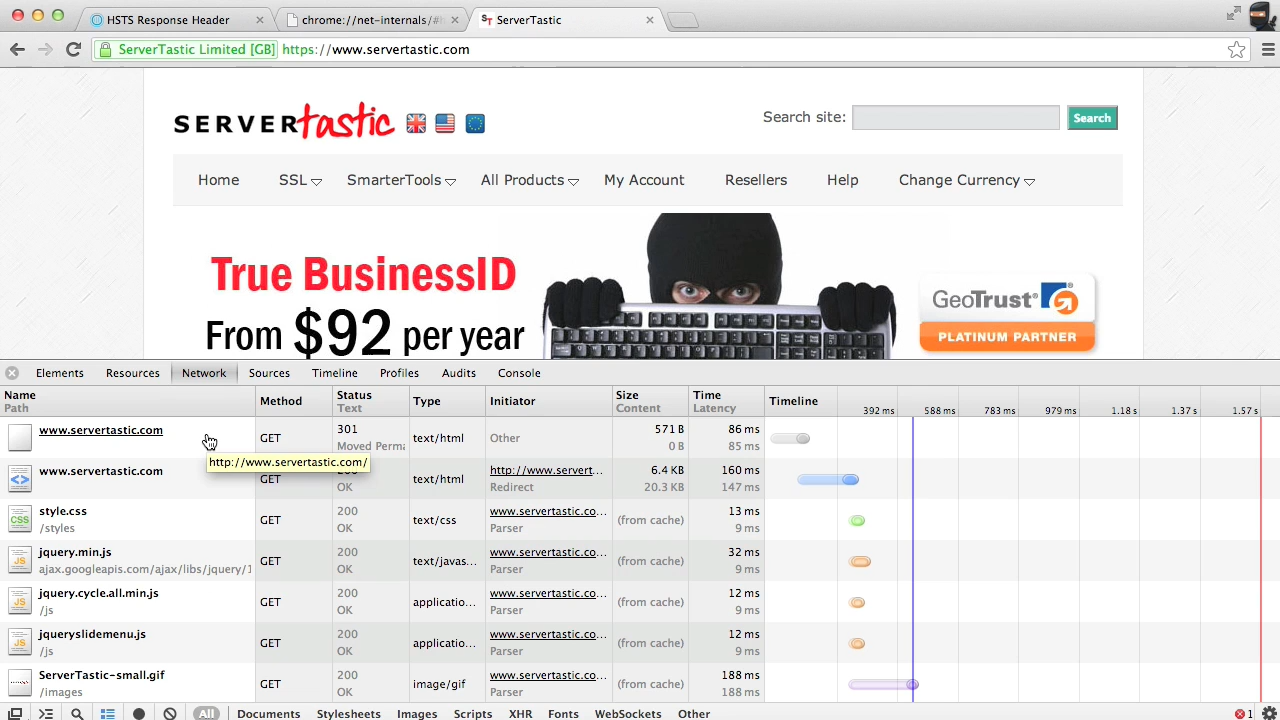 HSTS Response Header
chrome://net-internals/#h
ServerTastic
ServerTastic Limited [GB] https://www.servertastic.com
SERVERtastic
Search site:
Search
Home
SSL
SmarterTools
All Products
My Account
Resellers
Help
Change Currency
True BusinessID
From $92 per year
GeoTrust®
PLATINUM PARTNER
Elements
Resources
Network
Sources
Timeline
Profiles
Audits
Console
Name
Path
Method
Status
Text
Type
Initiator
Size
Content
Time
Latency
Timeline
392 ms
588 ms
783 ms
979 ms
1.18 s
1.37 s
1.57 s
www.servertastic.com
GET
301
Moved Perma
text/html
Other
571 B
0 B
86 ms
85 ms
http://www.servertastic.com/
www.servertastic.com
GET
200
OK
text/html
http://www.servert...
Redirect
6.4 KB
20.3 KB
160 ms
147 ms
style.css
/styles
GET
200
OK
text/css
www.servertastic.co...
Parser
(from cache)
13 ms
9 ms
jquery.min.js
ajax.googleapis.com/ajax/libs/jquery/1
GET
200
OK
text/javas...
www.servertastic.co...
Parser
(from cache)
32 ms
9 ms
jquery.cycle.all.min.js
/js
GET
200
OK
applicatio...
www.servertastic.co...
Parser
(from cache)
12 ms
9 ms
jqueryslidemenu.js
/js
GET
200
OK
applicatio...
www.servertastic.co...
Parser
(from cache)
12 ms
9 ms
ServerTastic-small.gif
/images
GET
200
OK
image/gif
www.servertastic.co...
Parser
(from cache)
188 ms
188 ms
All
Documents
Stylesheets
Images
Scripts
XHR
Fonts
WebSockets
Other
1